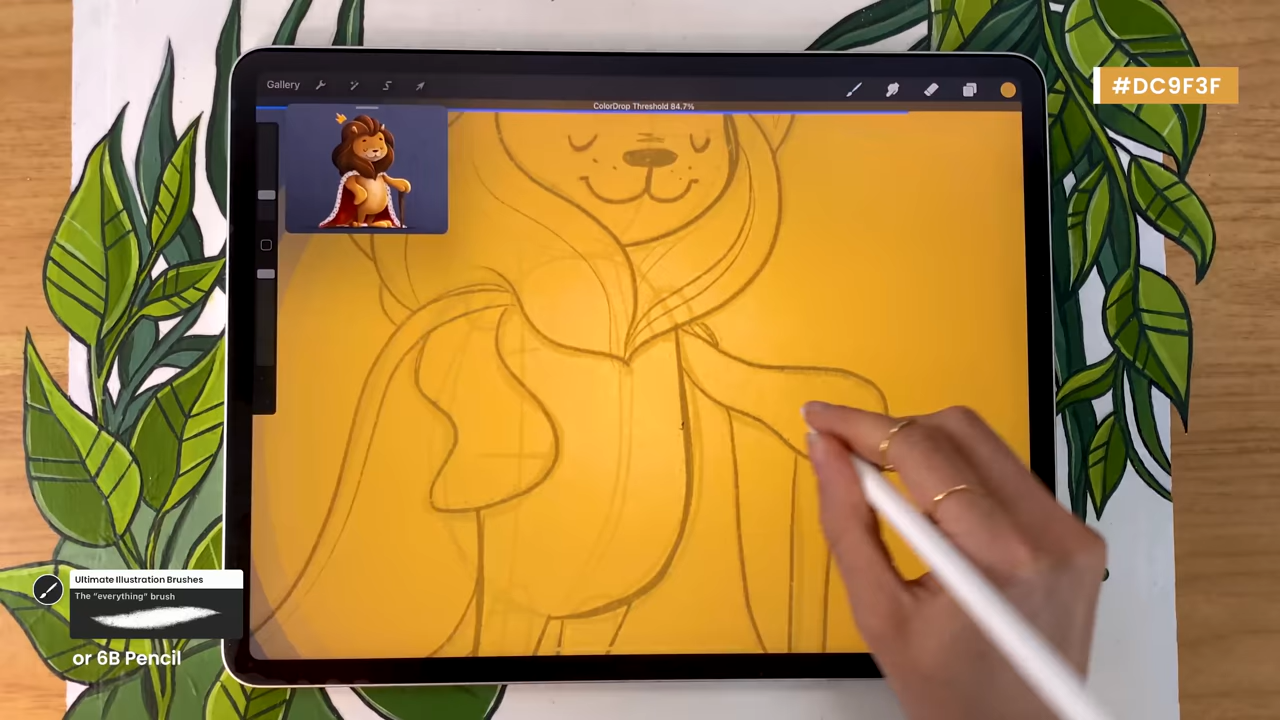 #DC9F3F
Gallery
ColorDrop Threshold 84.7%
Ultimate Illustration Brushes
The "everything" brush
or 6B Pencil